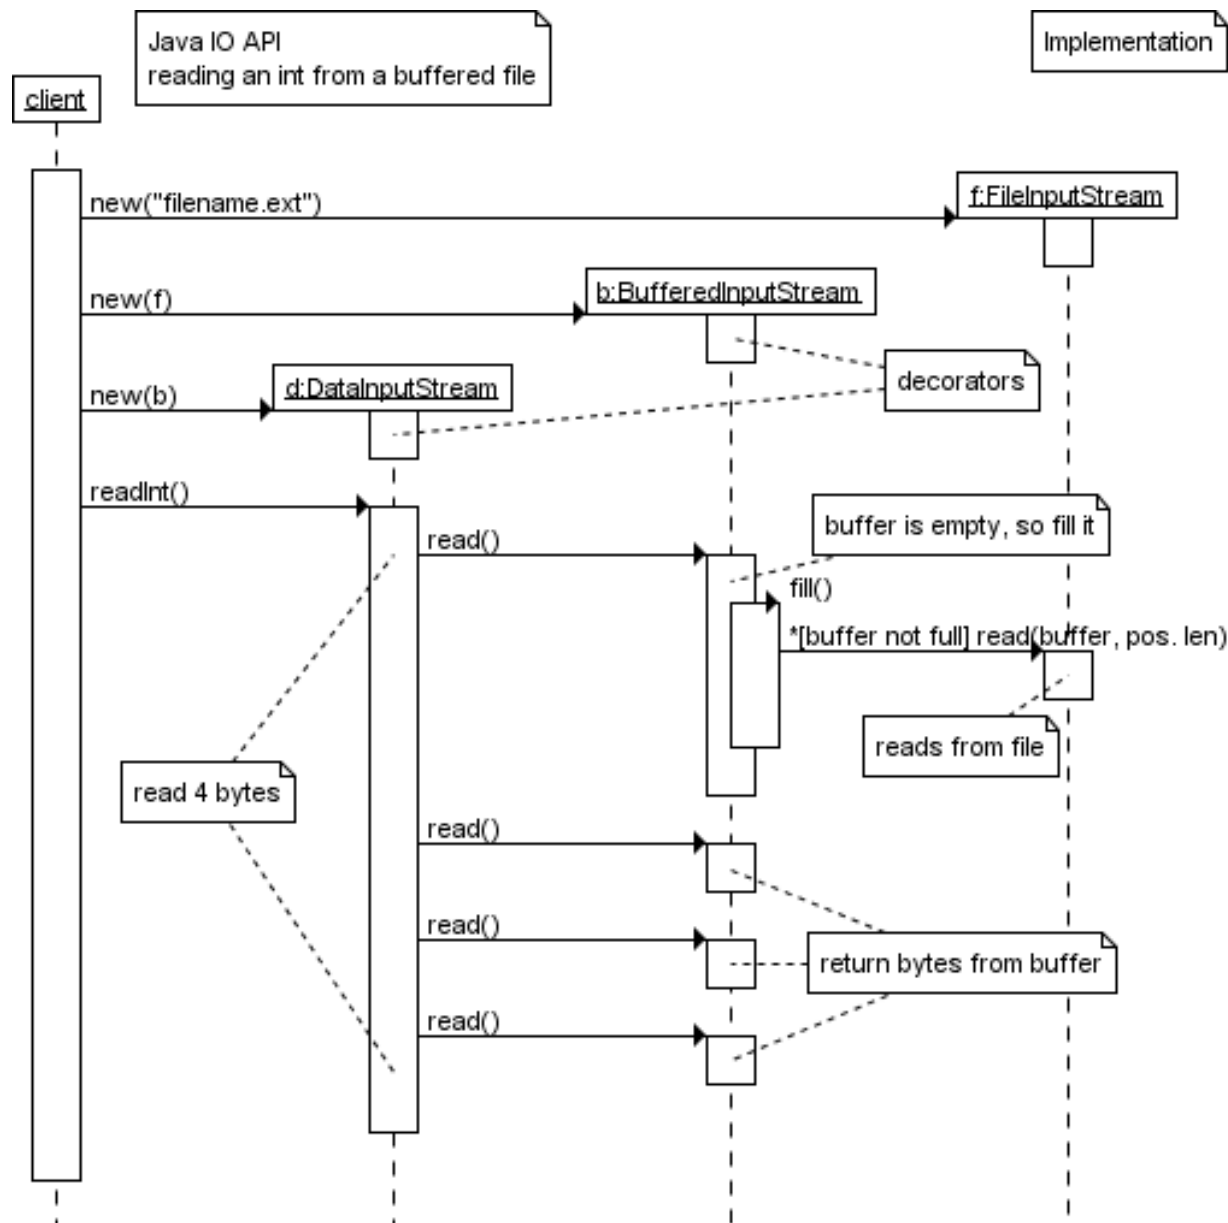 Java IO API
reading an int from a buffered file
Implementation
client
new("filename.ext")
f:FileInputStream
new(f)
b:BufferedInputStream
decorators
new(b)
d:DataInputStream
readInt()
buffer is empty, so fill it
read()
fill()
*[buffer not full] read(buffer, pos. len)
reads from file
read 4 bytes
read()
read()
return bytes from buffer
read()